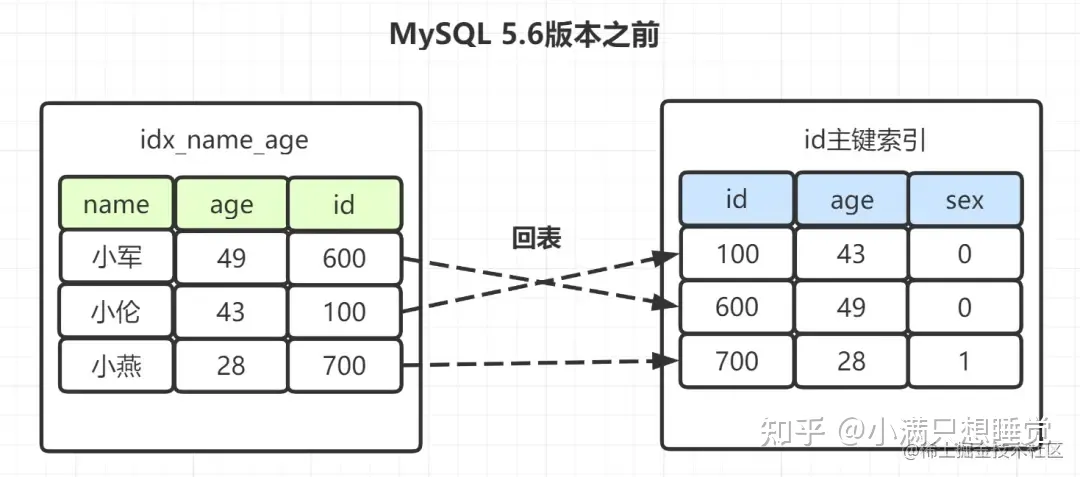 MySQL 5.6版本之前
idx_name_age
name age id
小军 49 600
小伦 43 100
小燕 28 700
回表
id主键索引
id age sex
100 43 0
600 49 0
700 28 1
知乎 @小满只想睡觉
@稀土掘金技术社区